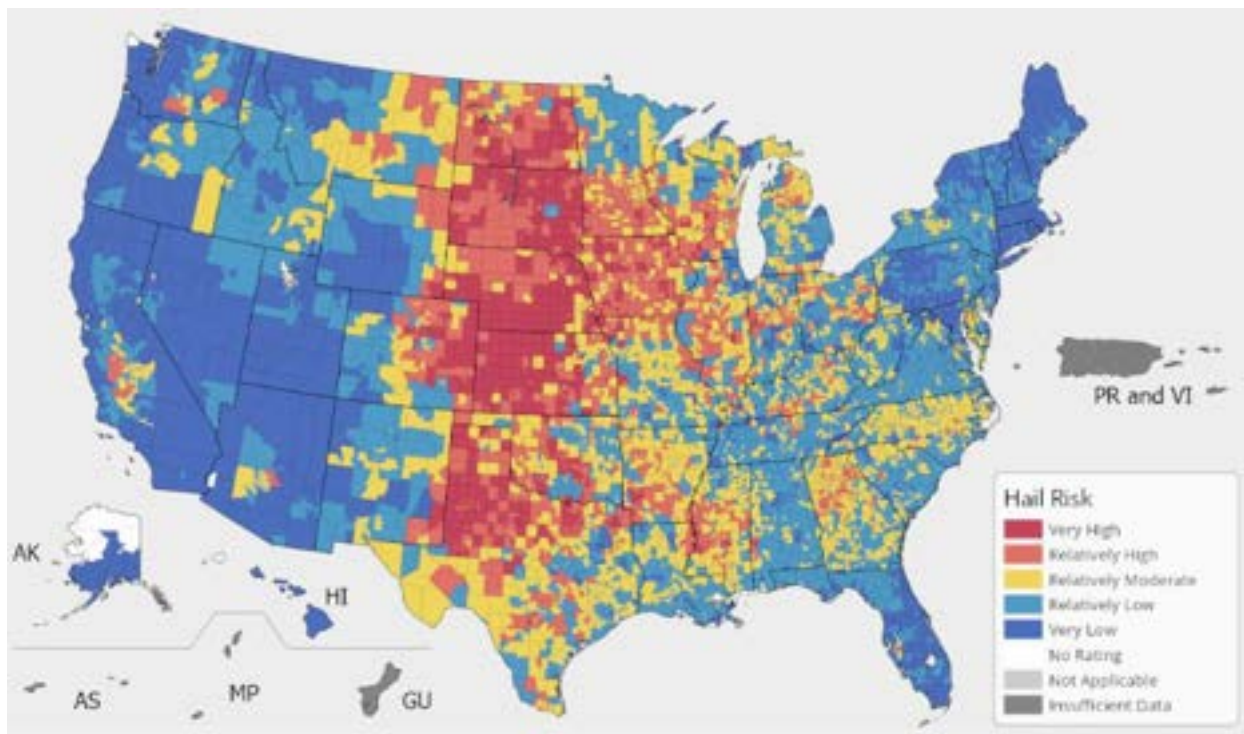 PR and VI
AK
HI
AS
MP
GU
Hail Risk
Very High
Relatively High
Relatively Moderate
Relatively Low
Very Low
No Rating
Not Applicable
Insufficient Data